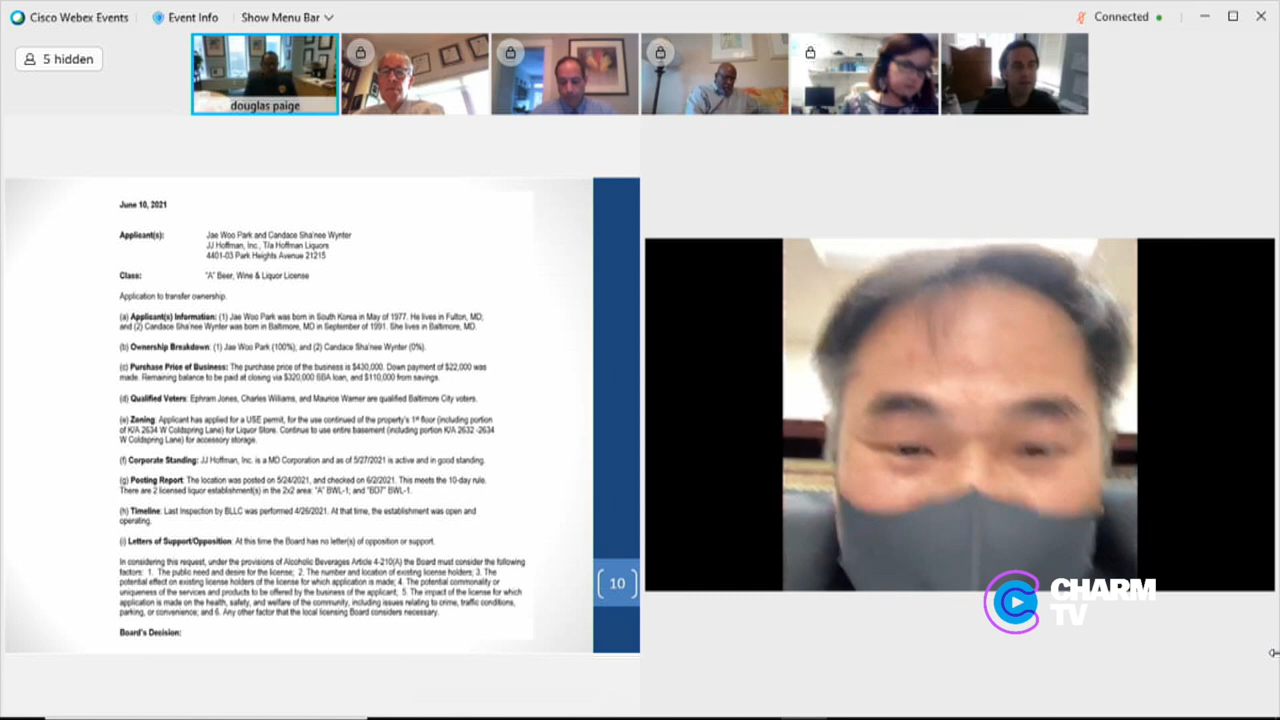 Cisco Webex Events
Event Info
Show Menu Bar
Connected
5 hidden
douglas paige
June 10, 2021
Applicant(s): Jae Woo Park and Candace Sha'nee Wynter
JJ Hoffman, Inc., T/a Hoffman Liquors
4401-03 Park Heights Avenue 21215
Class: "A" Beer, Wine & Liquor License
Application to transfer ownership.
(a) Applicant(s) Information: (1) Jae Woo Park was born in South Korea in May of 1977. He lives in Fulton, MD;
and (2) Candace Sha'nee Wynter was born in Baltimore, MD in September of 1991. She lives in Baltimore, MD.
(b) Ownership Breakdown: (1) Jae Woo Park (100%); and (2) Candace Sha'nee Wynter (0%).
(c) Purchase Price of Business: The purchase price of the business is $430,000. Down payment of $22,000 was
made. Remaining balance to be paid at closing via $320,000 SBA loan, and $110,000 from savings.
(d) Qualified Voters: Ephram Jones, Charles Williams, and Maurice Warner are qualified Baltimore City voters.
(e) Zoning: Applicant has applied for a USE permit, for the use continued of the property's 1st floor (including portion
of K/A 2634 W Coldspring Lane) for Liquor Store. Continue to use entire basement (including portion K/A 2632 -2634
W Coldspring Lane) for accessory storage.
(f) Corporate Standing: JJ Hoffman, Inc. is a MD Corporation and as of 5/27/2021 is active and in good standing.
(g) Posting Report: The location was posted on 5/24/2021, and checked on 6/2/2021. This meets the 10-day rule.
There are 2 licensed liquor establishment(s) in the 2x2 area: "A" BWL-1; and "BD7" BWL-1.
(h) Timeline: Last Inspection by BLLC was performed 4/26/2021. At that time, the establishment was open and
operating.
(i) Letters of Support/Opposition: At this time the Board has no letter(s) of opposition or support.
In considering this request, under the provisions of Alcoholic Beverages Article 4-210(A) the Board must consider the following
factors: 1. The public need and desire for the license; 2. The number and location of existing license holders; 3. The
potential effect on existing license holders of the license for which application is made; 4. The potential commonality or
uniqueness of the services and products to be offered by the business of the applicant; 5. The impact of the license for which
application is made on the health, safety, and welfare of the community, including issues relating to crime, traffic conditions,
parking, or convenience; and 6. Any other factor that the local licensing Board considers necessary.
Board's Decision:
10
CHARM
TV